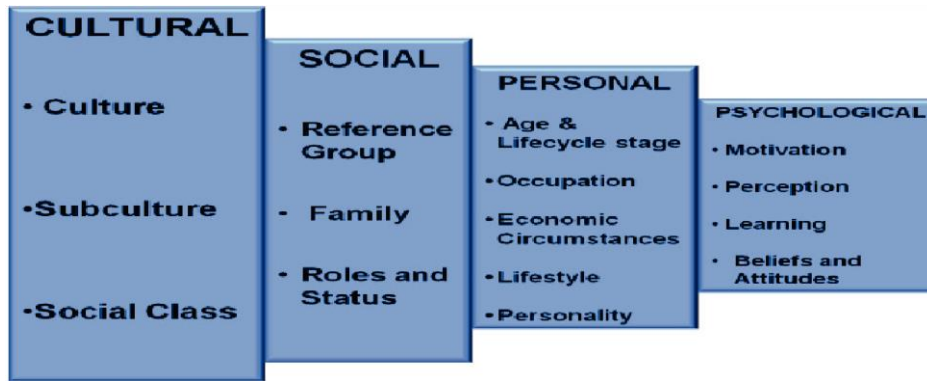 CULTURAL
• Culture
•Subculture
•Social Class
SOCIAL
• Reference
Group
• Family
• Roles and
Status
PERSONAL
• Age &
Lifecycle stage
•Occupation
•Economic
Circumstances
•Lifestyle
•Personality
PSYCHOLOGICAL
•Motivation
•Perception
•Learning
• Beliefs and
Attitudes